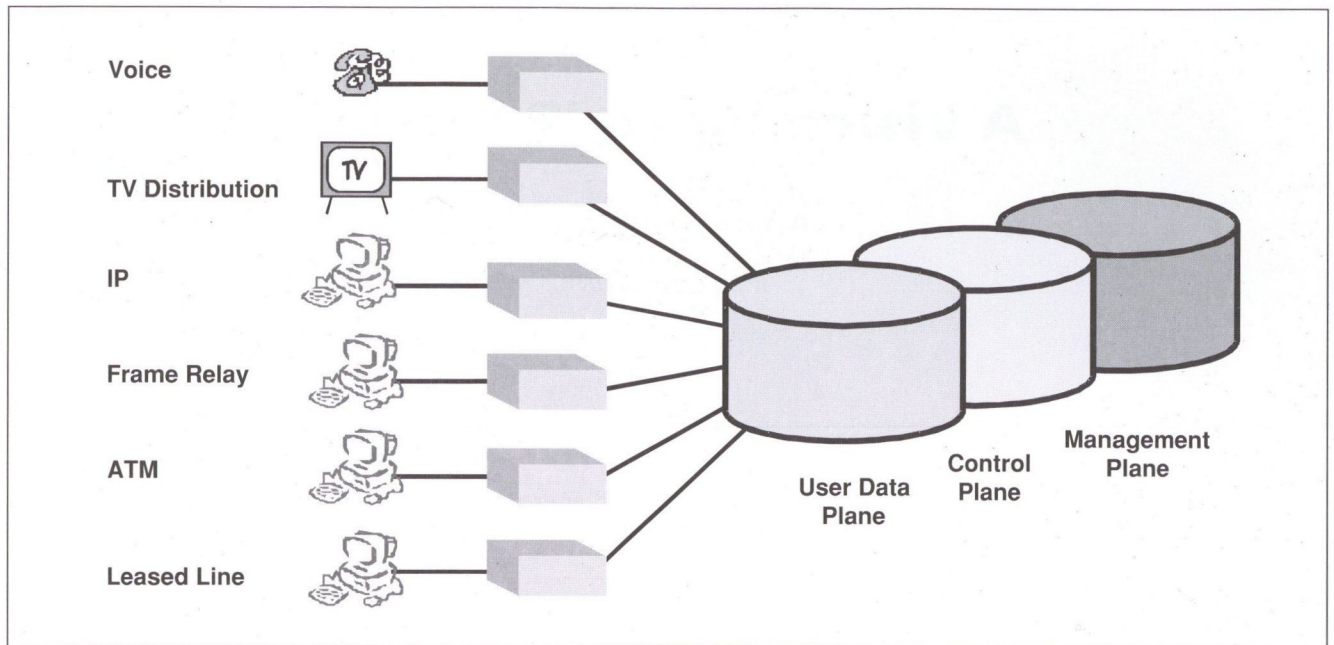 Voice
TV Distribution
TV
IP
Frame Relay
ATM
Leased Line
User Data
Plane
Control
Plane
Management
Plane